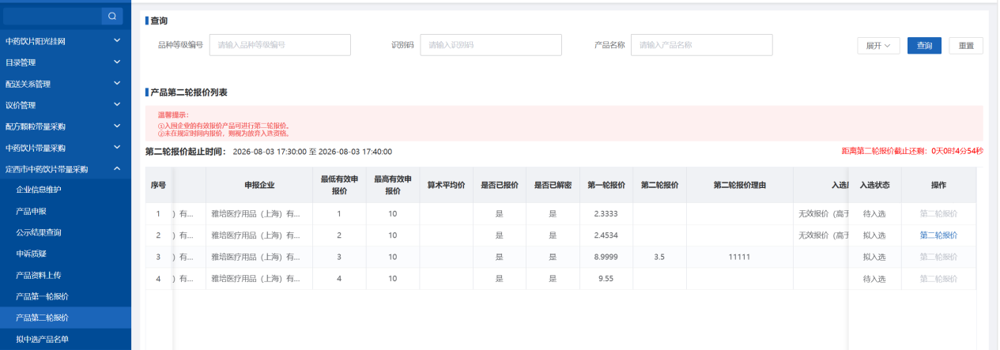 中药饮片阳光挂网
目录管理
配送关系管理
议价管理
配方颗粒带量采购
中药饮片带量采购
定西市中药饮片带量采购
企业信息维护
产品申报
公示结果查询
申诉质疑
产品资料上传
产品第一轮报价
产品第二轮报价
拟中选产品名单
查询
品种等级编号 请输入品种等级编号 识别码 请输入识别码 产品名称 请输入产品名称 展开 查询 重置
产品第二轮报价列表
温馨提示：
①入围企业的有效报价产品可进行第二轮报价。
②未在规定时间内报价，则视为放弃入选资格。
第二轮报价起止时间： 2026-08-03 17:30:00 至 2026-08-03 17:40:00 距离第二轮报价截止还剩：0天0时4分54秒
序号 申报企业 最低有效申报价 最高有效申报价 算术平均价 是否已报价 是否已解密 第一轮报价 第二轮报价 第二轮报价理由 入选 入选状态 操作
1 ）有... 雅培医疗用品（上海）有... 1 10 是 是 2.3333 无效报价（高于 待入选 第二轮报价
2 ）有... 雅培医疗用品（上海）有... 2 10 是 是 2.4534 无效报价（高于 拟入选 第二轮报价
3 ）有... 雅培医疗用品（上海）有... 3 10 是 是 8.9999 3.5 11111 拟入选 第二轮报价
4 ）有... 雅培医疗用品（上海）有... 4 10 是 是 9.55 待入选 第二轮报价